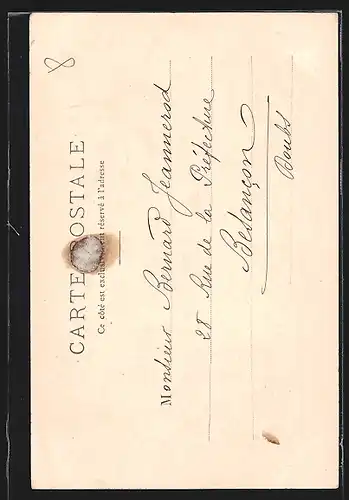 CARTE POSTALE
Ce côté est exclusivement réservé à l'adresse
Monsieur Bernard Jeannerod
28 Rue de la Préfecture
Besançon
Doubs
8